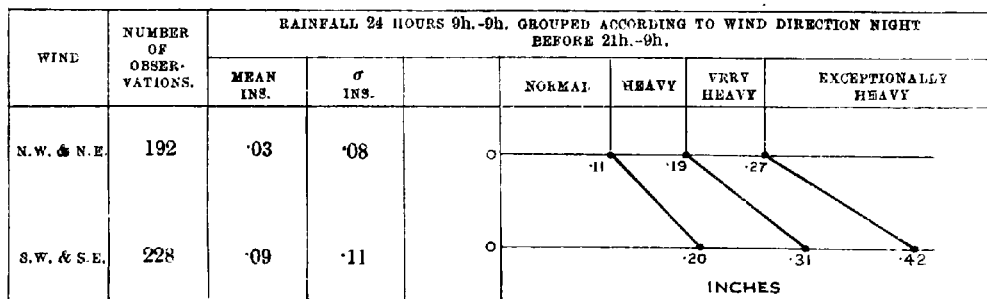 RAINFALL 24 HOURS 9h.-9h. GROUPED ACCORDING TO WIND DIRECTION NIGHT
BEFORE 21h.-9h.
WIND
NUMBER
OF
OBSER-
VATIONS.
MEAN
INS.
σ
INS.
NORMAL
HEAVY
VERY
HEAVY
EXCEPTIONALLY
HEAVY
N.W. & N.E. 192 ·03 ·08 0 ·11 ·19 ·27
S.W. & S.E. 228 ·09 ·11 0 ·20 ·31 ·42
INCHES